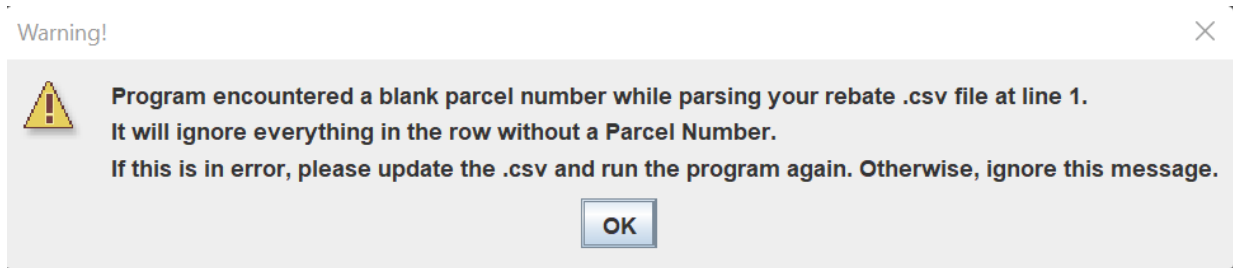 Warning!
Program encountered a blank parcel number while parsing your rebate .csv file at line 1.
It will ignore everything in the row without a Parcel Number.
If this is in error, please update the .csv and run the program again. Otherwise, ignore this message.
OK